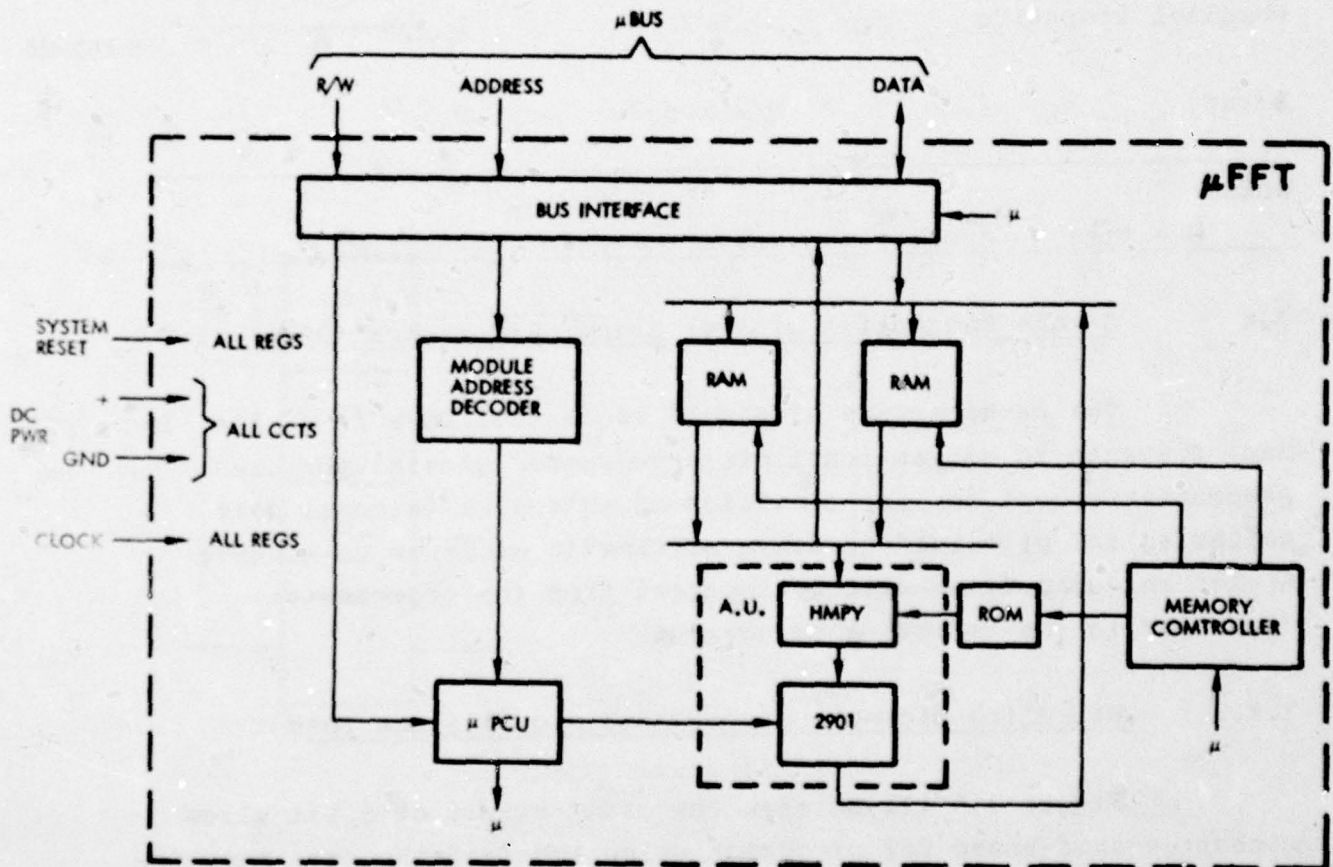 μBUS
R/W
ADDRESS
DATA
μFFT
BUS INTERFACE
μ
SYSTEM
RESET
ALL REGS
MODULE
ADDRESS
DECODER
RAM
RAM
+
DC
PWR
ALL CCTS
GND
CLOCK
ALL REGS
A.U.
HMPY
ROM
MEMORY
COMTROLLER
μ PCU
2901
μ
μ